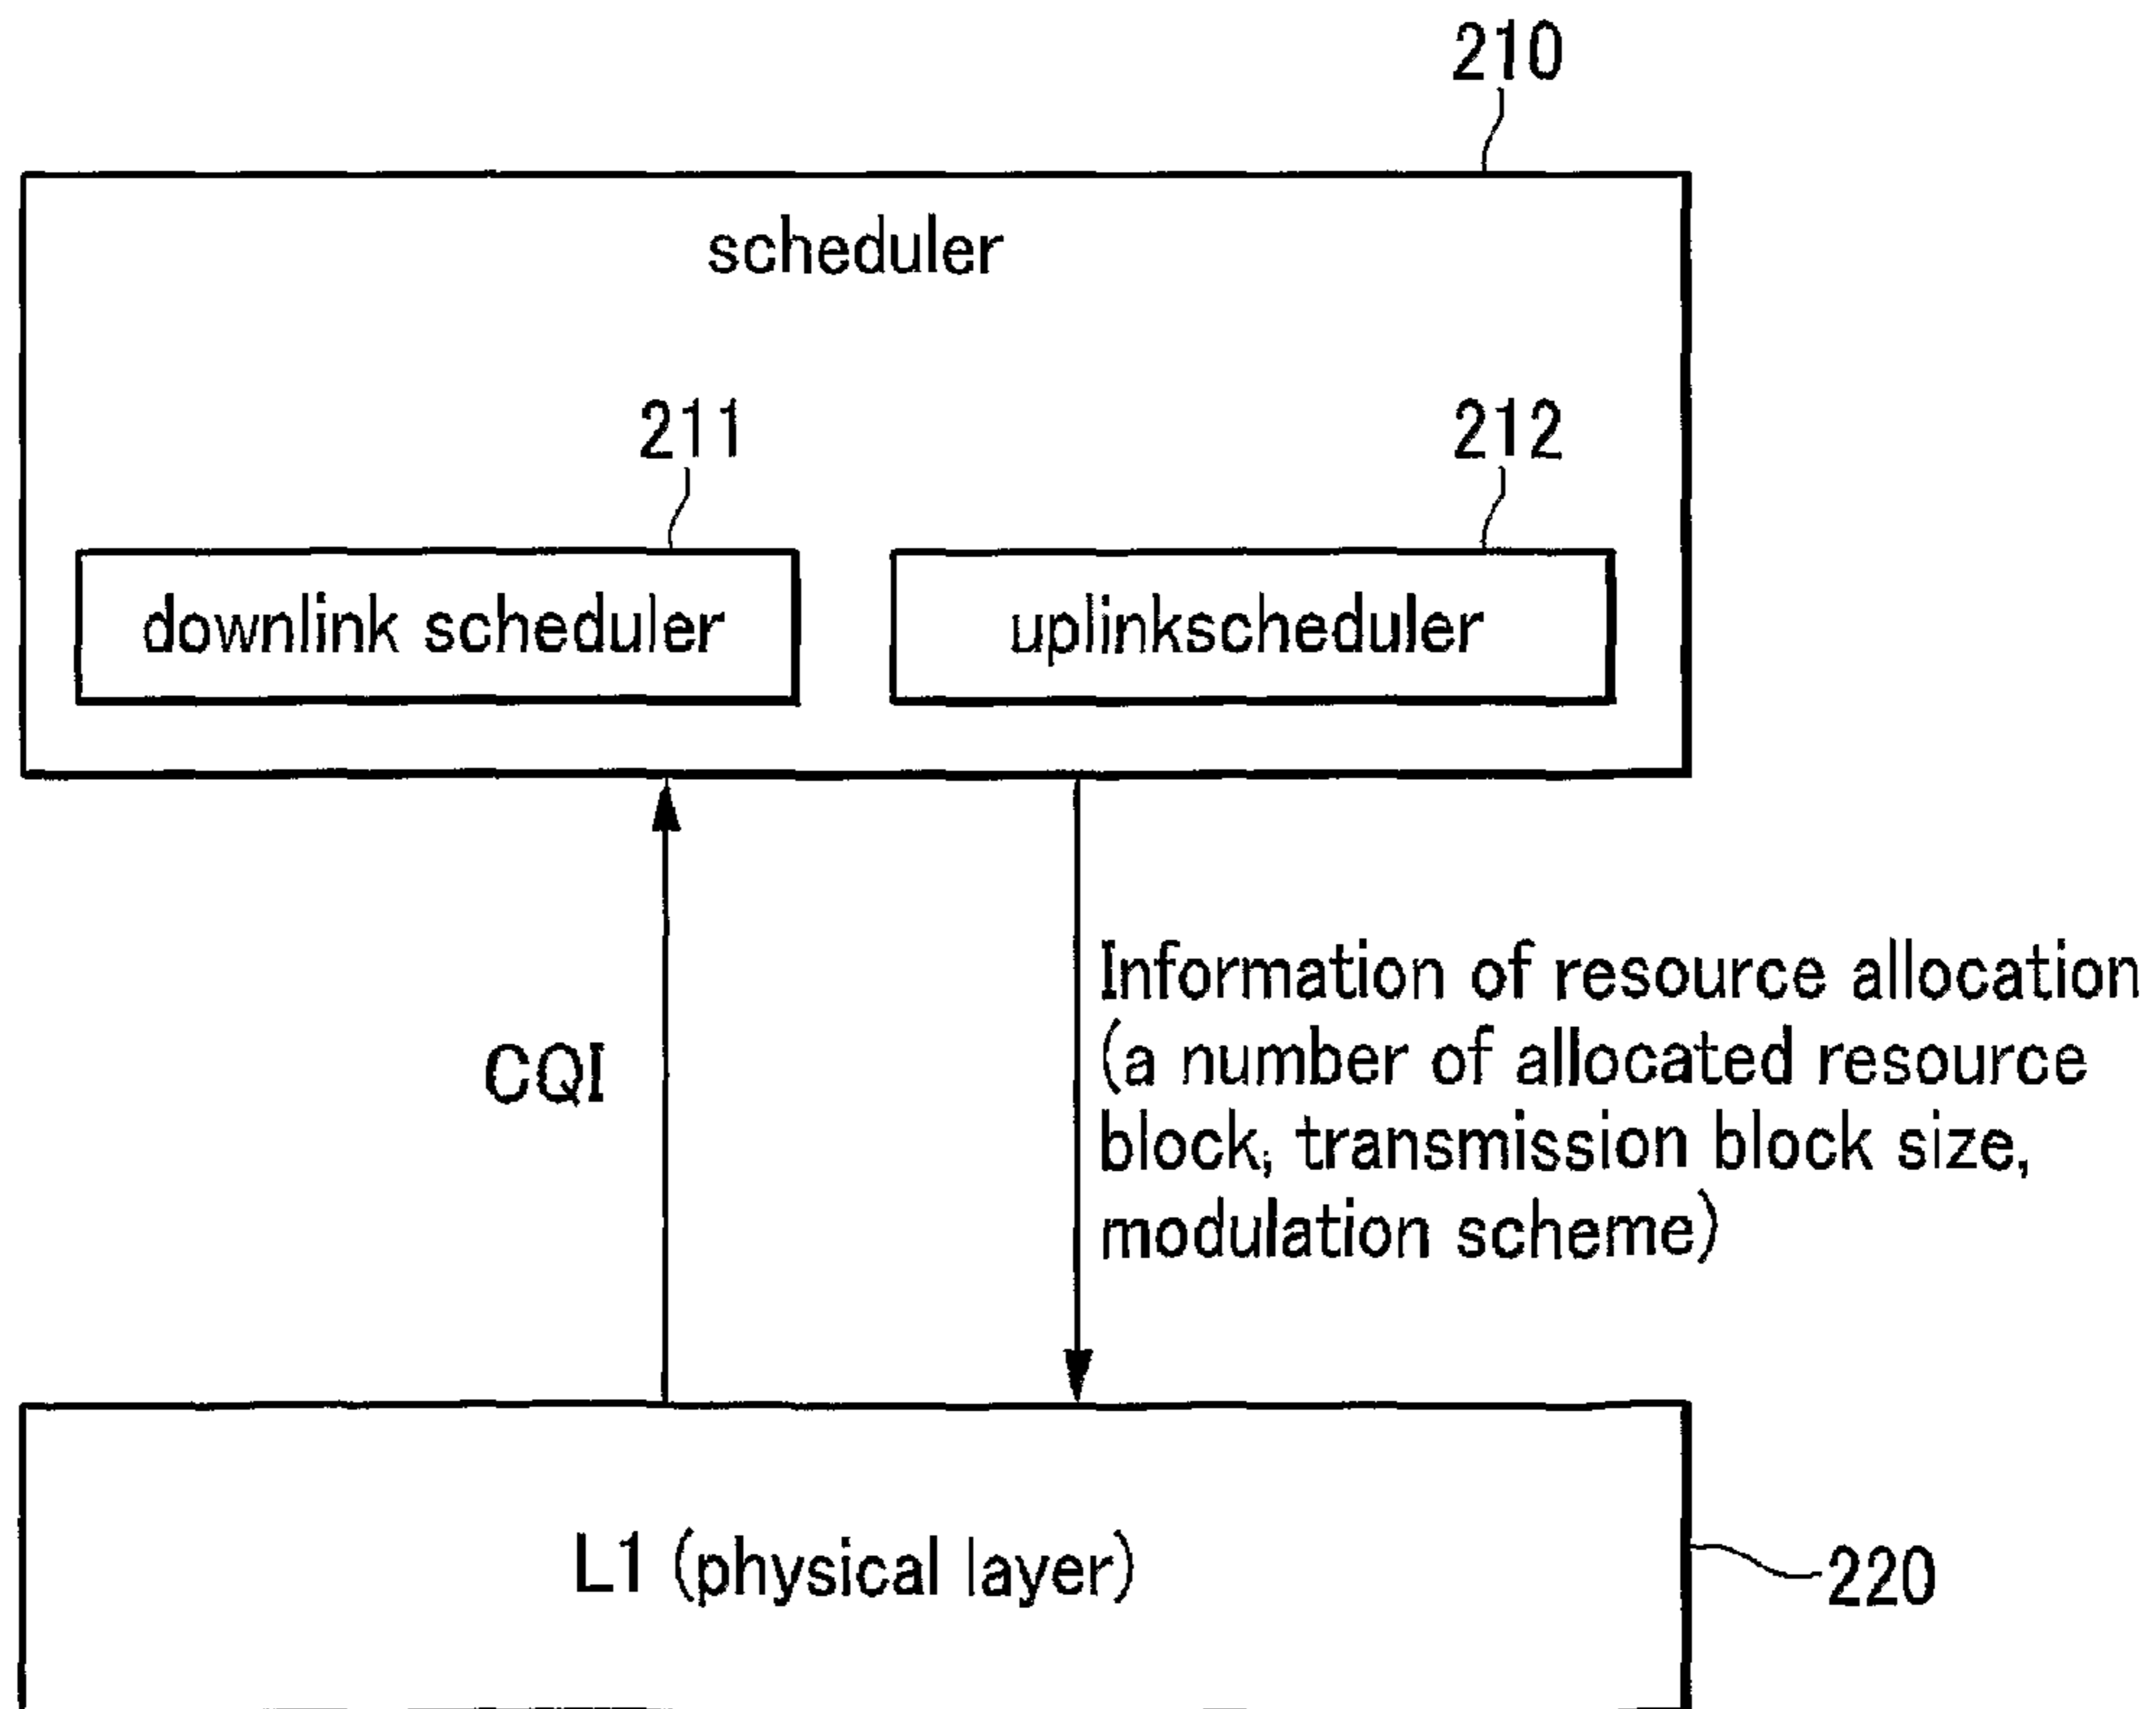 210
scheduler
211
212
downlink scheduler
uplinkscheduler
CQI
Information of resource allocation
(a number of allocated resource
block, transmission block size,
modulation scheme)
L1 (physical layer)
220